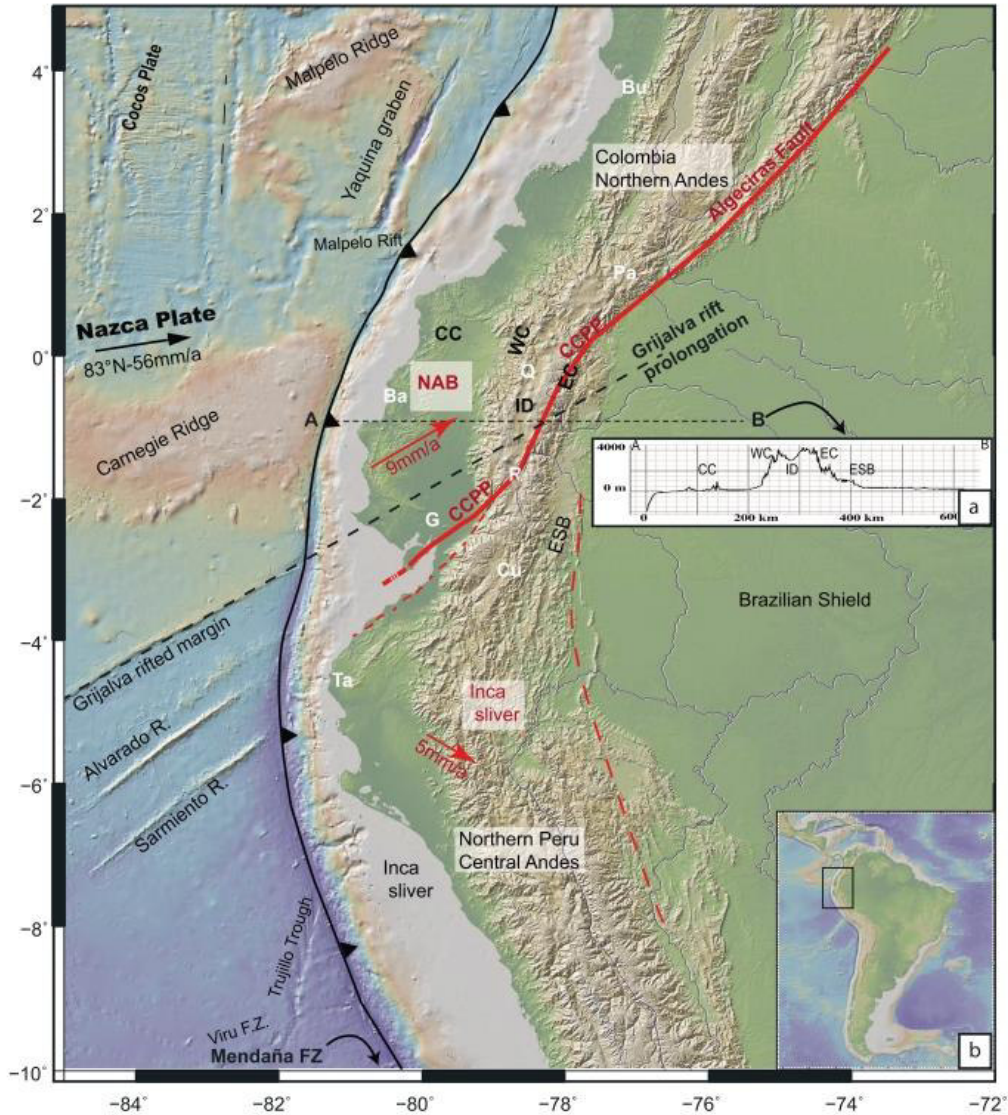 Cocos Plate
Malpelo Ridge
Yaquina graben
Malpelo Rift
Bu
Colombia
Northern Andes
Algeciras Fault
Pa
Nazca Plate
83°N-56mm/a
Carnegie Ridge
CC
WC
Q
CCPP
EC
Grijalva rift
prolongation
NAB
Ba
ID
A
B
9mm/a
R
G
CCPP
Cu
ESB
A
B
4000
0 m
CC
WC
ID
EC
ESB
0
200 km
400 km
a
Brazilian Shield
Grijalva rifted margin
Alvarado R.
Sarmiento R.
Ta
Inca
sliver
5mm/a
Northern Peru
Central Andes
Inca
sliver
Trujillo Trough
Viru F.Z.
Mendaña FZ
b
4°
2°
0°
−2°
−4°
−6°
−8°
−10°
−84°
−82°
−80°
−78°
−76°
−74°
−72°